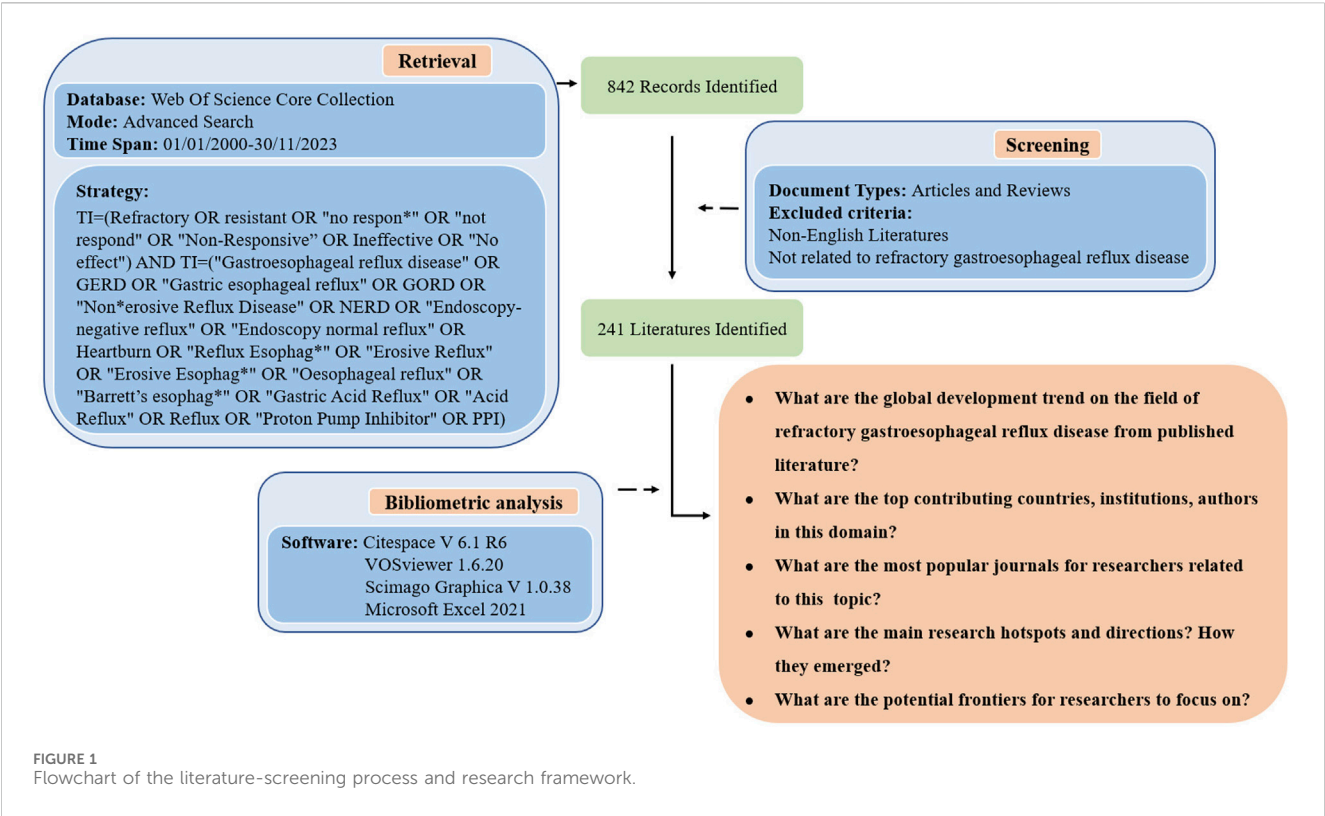 Retrieval
Database: Web Of Science Core Collection
Mode: Advanced Search
Time Span: 01/01/2000-30/11/2023
Strategy:
TI=(Refractory OR resistant OR "no respon*" OR "not
respond" OR "Non-Responsive” OR Ineffective OR "No
effect") AND TI=("Gastroesophageal reflux disease" OR
GERD OR "Gastric esophageal reflux" OR GORD OR
"Non*erosive Reflux Disease" OR NERD OR "Endoscopy-
negative reflux" OR "Endoscopy normal reflux" OR
Heartburn OR "Reflux Esophag*" OR "Erosive Reflux"
OR "Erosive Esophag*" OR "Oesophageal reflux" OR
"Barrett’s esophag*" OR "Gastric Acid Reflux" OR "Acid
Reflux" OR Reflux OR "Proton Pump Inhibitor" OR PPI)
842 Records Identified
Screening
Document Types: Articles and Reviews
Excluded criteria:
Non-English Literatures
Not related to refractory gastroesophageal reflux disease
241 Literatures Identified
Bibliometric analysis
Software: Citespace V 6.1 R6
VOSviewer 1.6.20
Scimago Graphica V 1.0.38
Microsoft Excel 2021
• What are the global development trend on the field of
refractory gastroesophageal reflux disease from published
literature?
• What are the top contributing countries, institutions, authors
in this domain?
• What are the most popular journals for researchers related
to this topic?
• What are the main research hotspots and directions? How
they emerged?
• What are the potential frontiers for researchers to focus on?
FIGURE 1
Flowchart of the literature-screening process and research framework.